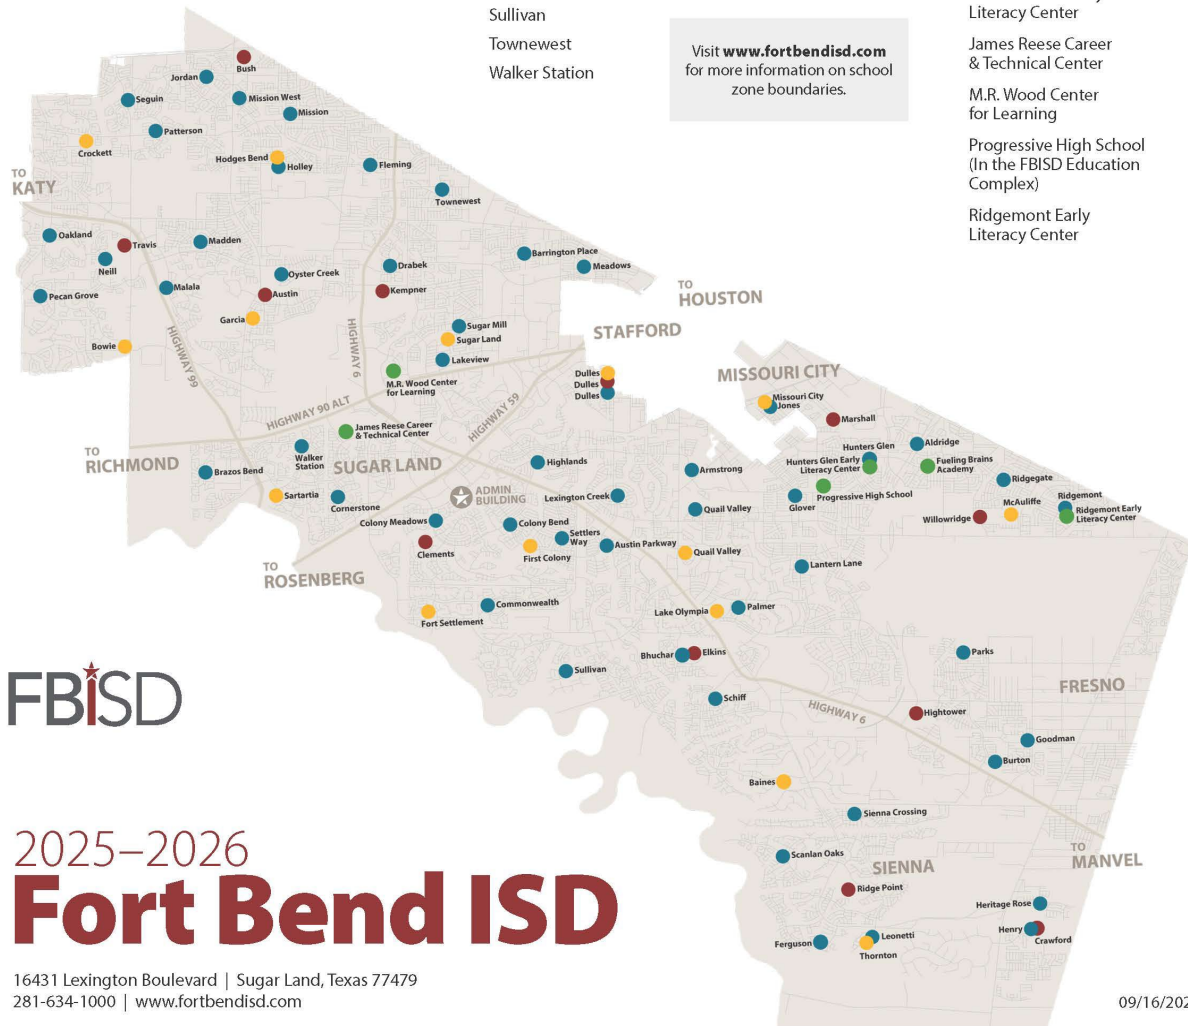 Sullivan
Townewest
Walker Station
Visit www.fortbendisd.com
for more information on school
zone boundaries.
Literacy Center
James Reese Career
& Technical Center
M.R. Wood Center
for Learning
Progressive High School
(In the FBISD Education
Complex)
Ridgemont Early
Literacy Center
Bush
Jordan
Seguin
Mission West
Mission
Patterson
Crockett
Hodges Bend
Holley
Fleming
Townewest
TO
KATY
Oakland
Travis
Madden
Neill
Barrington Place
Meadows
Drabek
Oyster Creek
Kempner
Austin
Malala
Pecan Grove
Garcia
Bowie
HIGHWAY 99
HIGHWAY 6
Sugar Mill
Sugar Land
Lakeview
TO
HOUSTON
STAFFORD
M.R. Wood Center
for Learning
Dulles
Dulles
Dulles
MISSOURI CITY
Missouri City
Jones
Marshall
HIGHWAY 90 ALT
HIGHWAY 59
James Reese Career
& Technical Center
TO
RICHMOND
Walker
Station
SUGAR LAND
Brazos Bend
Sartartia
Cornerstone
ADMIN
BUILDING
Highlands
Lexington Creek
Armstrong
Quail Valley
Hunters Glen
Hunters Glen Early
Literacy Center
Aldridge
Fueling Brains
Academy
Progressive High School
Glover
Ridgegate
McAuliffe
Ridgemont
Ridgemont Early
Literacy Center
Willowridge
Colony Meadows
Clements
Colony Bend
Settlers
Way
First Colony
Austin Parkway
Quail Valley
Lantern Lane
TO
ROSENBERG
Commonwealth
Fort Settlement
Lake Olympia
Palmer
Bhuchar
Elkins
Sullivan
Schiff
Parks
FRESNO
HIGHWAY 6
Hightower
Goodman
Burton
Baines
Sienna Crossing
Scanlan Oaks
SIENNA
TO
MANVEL
Ridge Point
Heritage Rose
Henry
Crawford
Ferguson
Leonetti
Thornton
FBISD
2025–2026
Fort Bend ISD
16431 Lexington Boulevard | Sugar Land, Texas 77479
281-634-1000 | www.fortbendisd.com
09/16/202